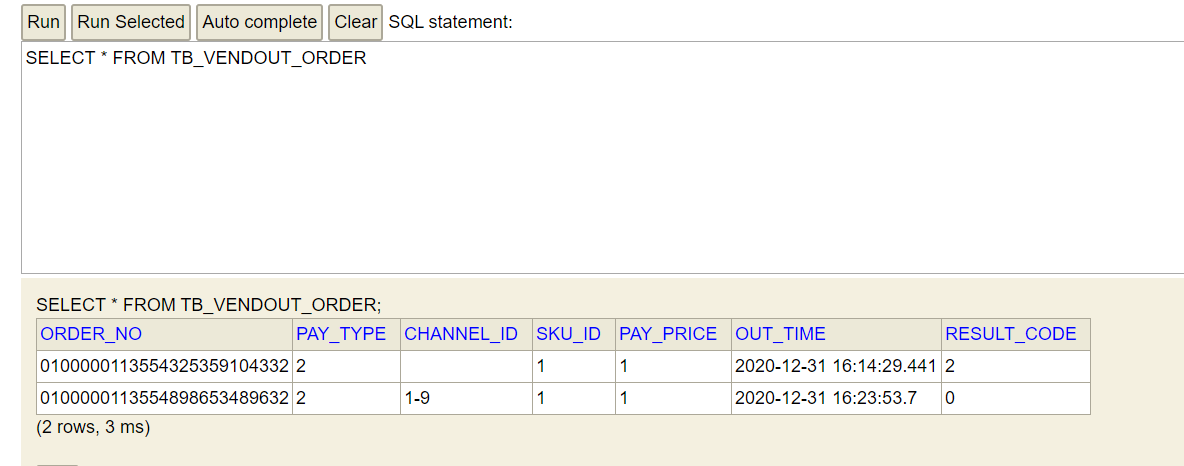 Run Run Selected Auto complete Clear SQL statement:
SELECT * FROM TB_VENDOUT_ORDER
SELECT * FROM TB_VENDOUT_ORDER;
ORDER_NO PAY_TYPE CHANNEL_ID SKU_ID PAY_PRICE OUT_TIME RESULT_CODE
0100000113554325359104332 2 1 1 2020-12-31 16:14:29.441 2
0100000113554898653489632 2 1-9 1 1 2020-12-31 16:23:53.7 0
(2 rows, 3 ms)